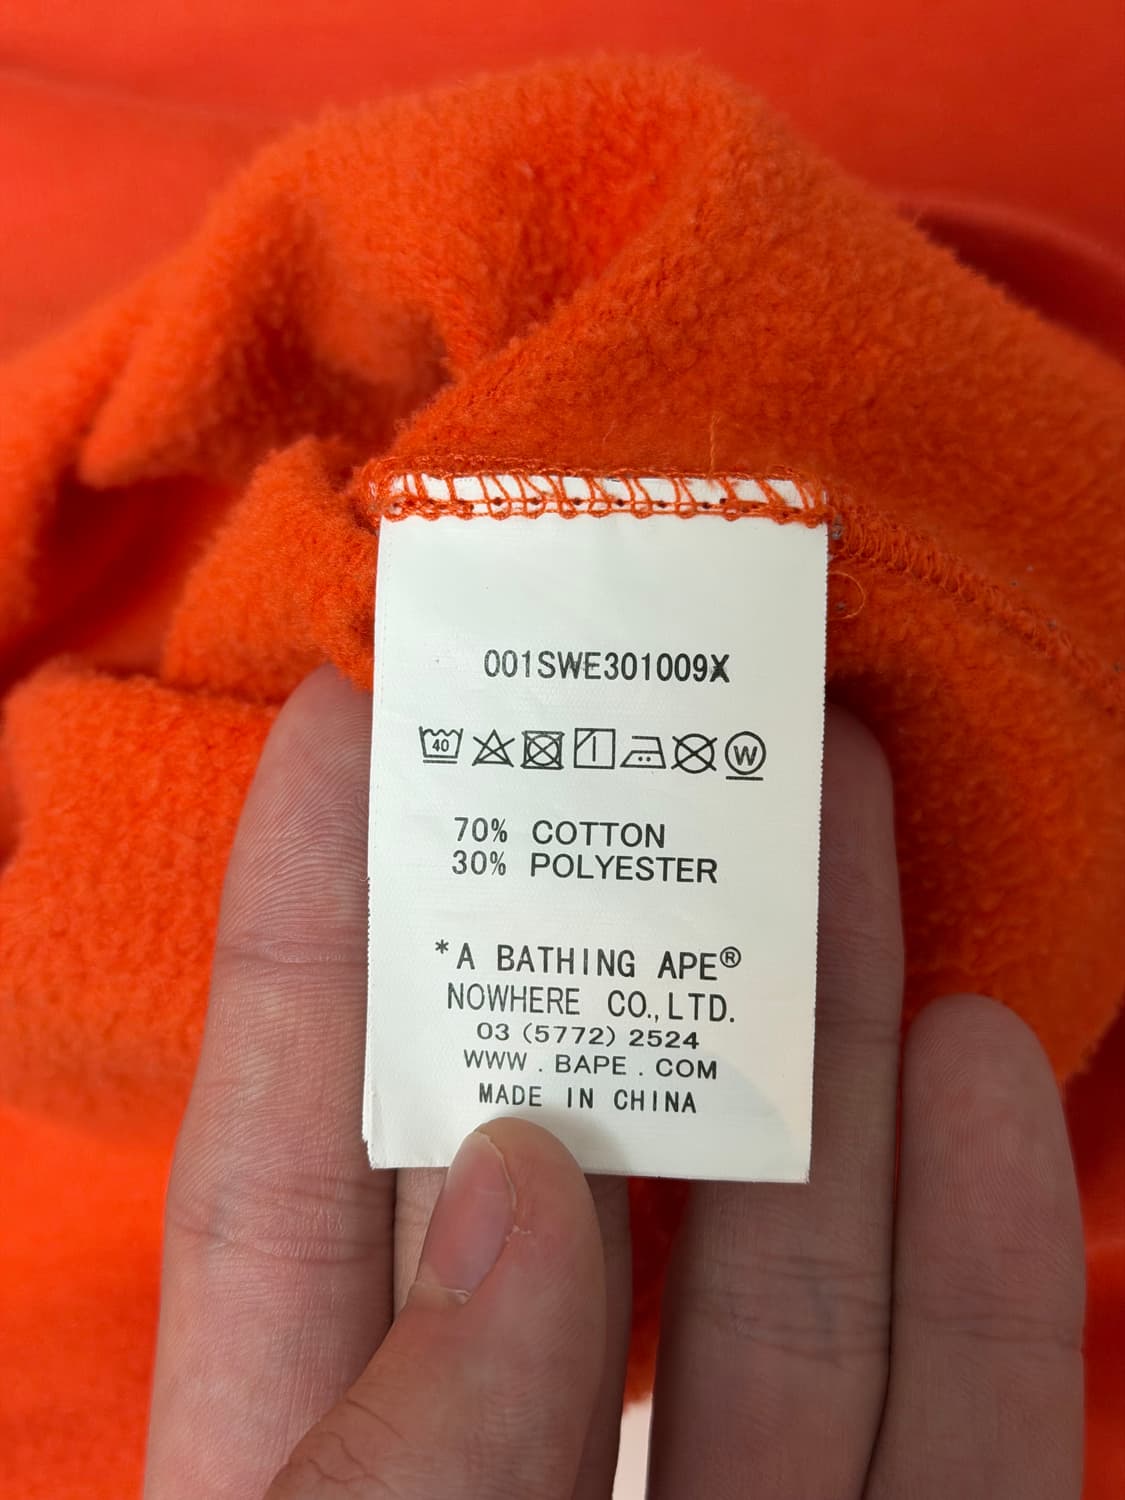 001SWE301009X
40 W
70% COTTON
30% POLYESTER
*A BATHING APE®
NOWHERE CO.,LTD.
03 (5772) 2524
WWW . BAPE . COM
MADE IN CHINA